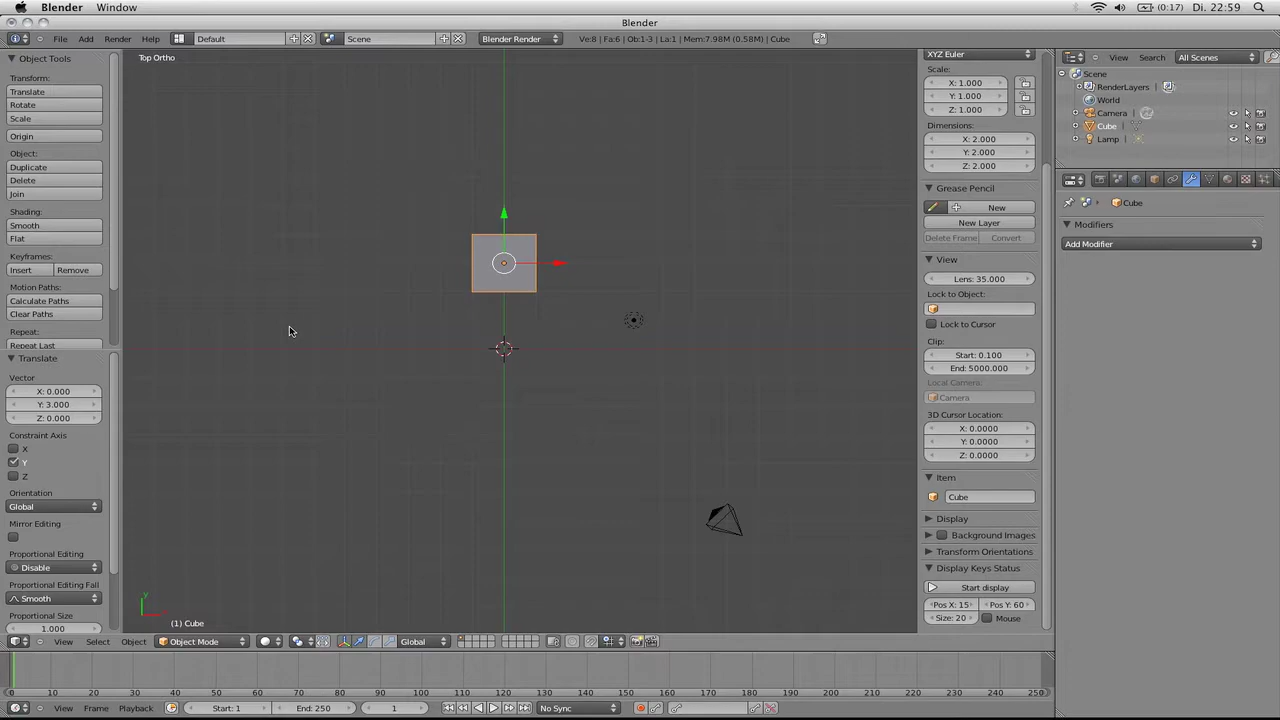 Blender Window (0:17) Di. 22:59
Blender
File Add Render Help Default Scene Blender Render Ve:8 | Fa:6 | Ob:1-3 | La:1 | Mem:7.98M (0.58M) | Cube
View Search All Scenes
Object Tools
Transform:
Translate
Rotate
Scale
Origin
Object:
Duplicate
Delete
Join
Shading:
Smooth
Flat
Keyframes:
Insert Remove
Motion Paths:
Calculate Paths
Clear Paths
Repeat:
Repeat Last
Translate
Vector
X: 0.000
Y: 3.000
Z: 0.000
Constraint Axis
X
Y
Z
Orientation
Global
Mirror Editing
Proportional Editing
Disable
Proportional Editing Fall
Smooth
Proportional Size
1.000
Top Ortho
y
(1) Cube
XYZ Euler
Scale:
X: 1.000
Y: 1.000
Z: 1.000
Dimensions:
X: 2.000
Y: 2.000
Z: 2.000
Grease Pencil
New
New Layer
Delete Frame Convert
View
Lens: 35.000
Lock to Object:
Lock to Cursor
Clip:
Start: 0.100
End: 5000.000
Local Camera:
Camera
3D Cursor Location:
X: 0.0000
Y: 0.0000
Z: 0.0000
Item
Cube
Display
Background Images
Transform Orientations
Display Keys Status
Start display
Pos X: 15 Pos Y: 60
Size: 20 Mouse
Scene
RenderLayers
World
Camera
Cube
Lamp
Cube
Modifiers
Add Modifier
View Select Object Object Mode Global
0 10 20 30 40 50 60 70 80 90 100 110 120 130 140 150 160 170 180 190 200 210 220 230 240 250
View Frame Playback Start: 1 End: 250 1 No Sync